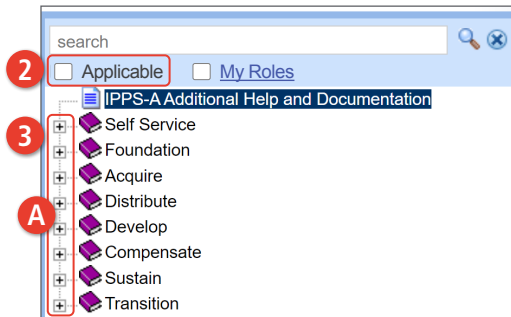 search
2 Applicable My Roles
IPPS-A Additional Help and Documentation
3 Self Service
Foundation
Acquire
A Distribute
Develop
Compensate
Sustain
Transition